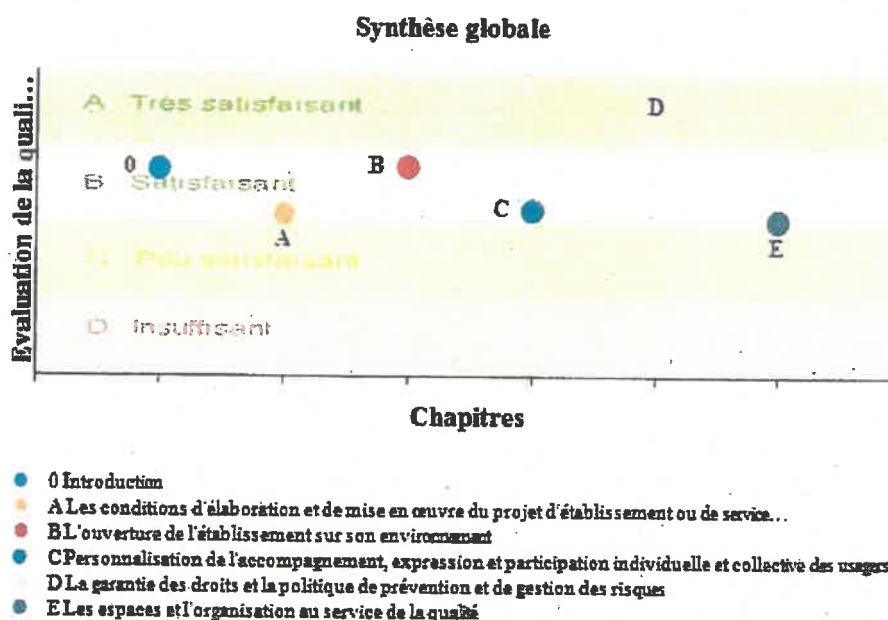 Synthèse globale
Evaluation de la quali...
A Très satisfaisant
D
0
B
B Satisfaisant
C
A
E
Peu satisfaisant
D Insuffisant
Chapitres
0 Introduction
A Les conditions d'élaboration et de mise en œuvre du projet d'établissement ou de service...
B L'ouverture de l'établissement sur son environnement
C Personnalisation de l'accompagnement, expression et participation individuelle et collective des usagers
D La garantie des droits et la politique de prévention et de gestion des risques
E Les espaces et l'organisation au service de la qualité